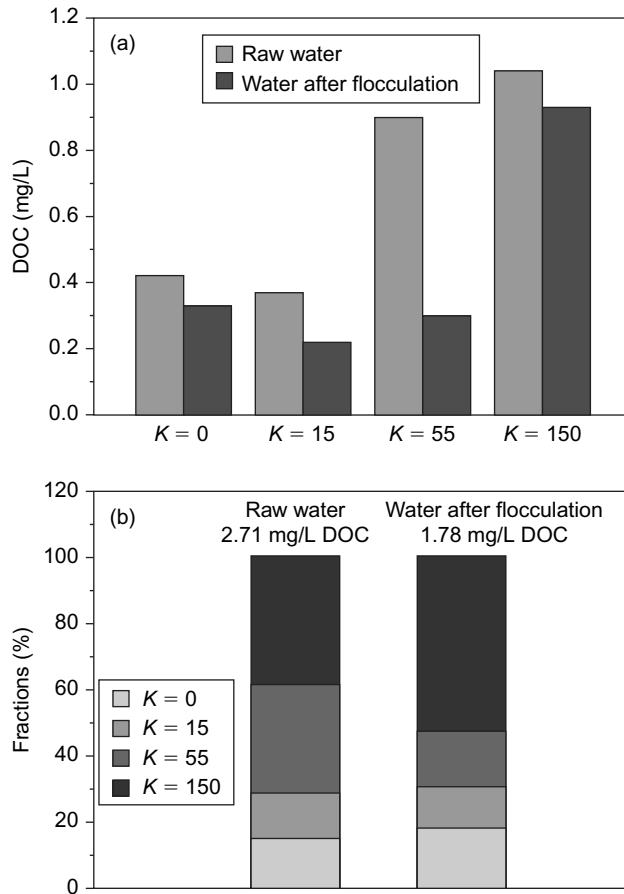 (a)
Raw water
Water after flocculation
DOC (mg/L)
1.2
1.0
0.8
0.6
0.4
0.2
0.0
K = 0
K = 15
K = 55
K = 150
(b)
Raw water
2.71 mg/L DOC
Water after flocculation
1.78 mg/L DOC
Fractions (%)
120
100
80
60
40
20
0
K = 0
K = 15
K = 55
K = 150